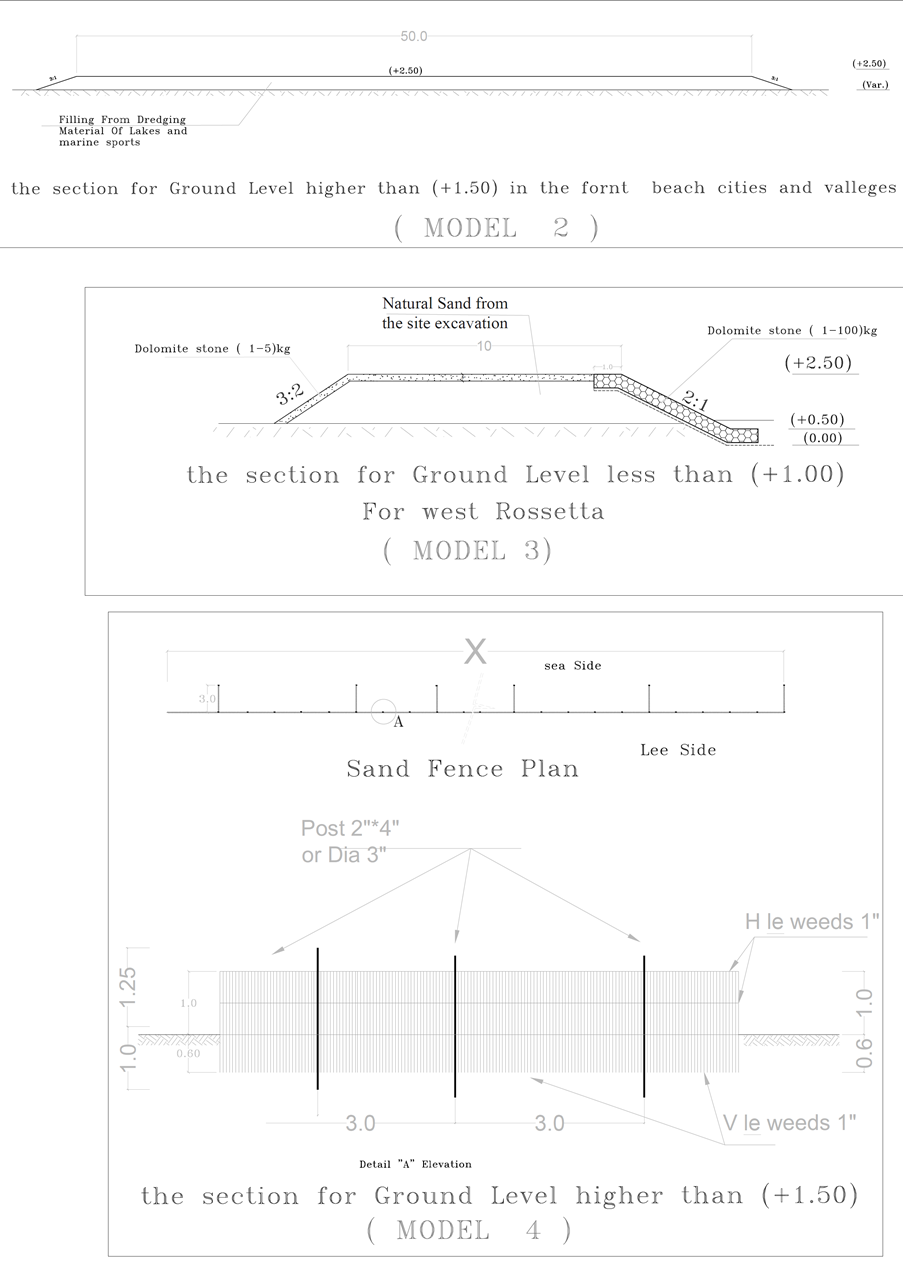 50.0
(+2.50)
(+2.50)
(Var.)
Filling From Dredging
Material Of Lakes and
marine sports
the section for Ground Level higher than (+1.50) in the fornt beach cities and valleges
( MODEL 2 )
Natural Sand from
the site excavation
Dolomite stone ( 1-5)kg
10
Dolomite stone ( 1-100)kg
1.0
(+2.50)
3:2
2:1
(+0.50)
(0.00)
the section for Ground Level less than (+1.00)
For west Rossetta
( MODEL 3)
X
sea Side
3.0
A
Lee Side
Sand Fence Plan
Post 2"*4"
or Dia 3"
H le weeds 1"
1.25
1.0
1.0
1.0
0.60
0.6
3.0
3.0
V le weeds 1"
Detail "A" Elevation
the section for Ground Level higher than (+1.50)
( MODEL 4 )